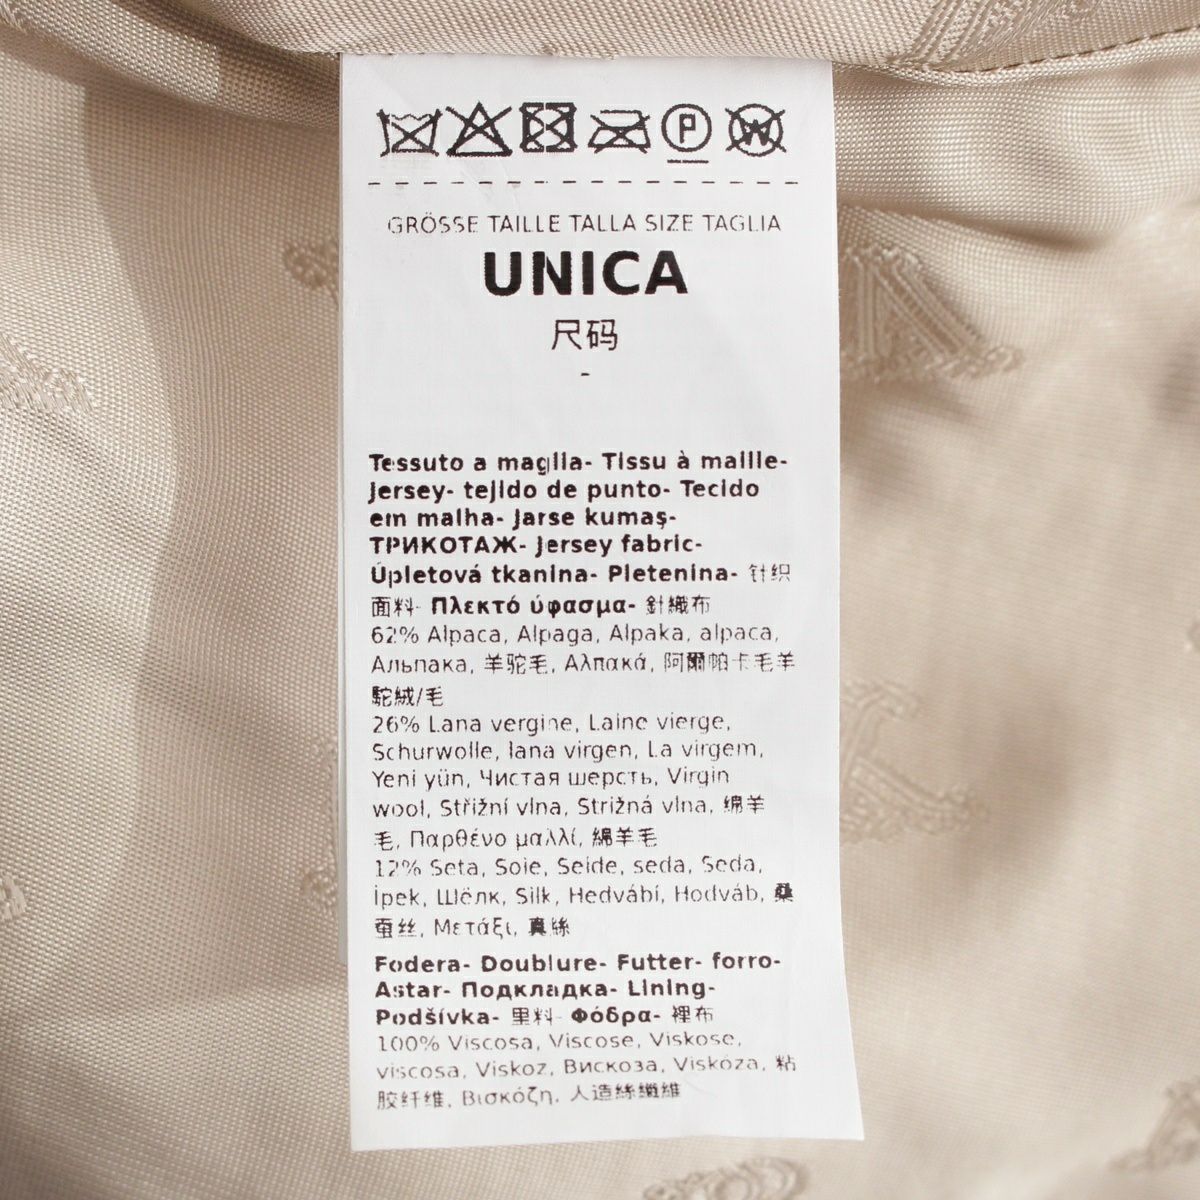 GRÖSSE TAILLE TALLA SIZE TAGLIA
UNICA
尺码
-
Tessuto a maglia- Tissu à maille-
Jersey- tejido de punto- Tecido
em malha- Jarse kumaş-
ТРИКОТАЖ- Jersey fabric-
Úpletová tkanina- Pletenina- 针织
面料- Πλεκτό ύφασμα- 針織布
62% Alpaca, Alpaga, Alpaka, alpaca,
Альпака, 羊驼毛, Αλπακά, 阿爾帕卡毛羊
駝絨/毛
26% Lana vergine, Laine vierge,
Schurwolle, lana virgen, La virgem,
Yeni yün, Чистая шерсть, Virgin
wool, Střižní vlna, Strižná vlna, 绵羊
毛, Παρθένο μαλλί, 綿羊毛
12% Seta, Soie, Seide, seda, Seda,
İpek, Шёлк, Silk, Hedvábí, Hodváb, 桑
蚕丝, Μετάξι, 真絲
Fodera- Doublure- Futter- forro-
Astar- Подкладка- Lining-
Podšívka- 里料- Φόδρα- 裡布
100% Viscosa, Viscose, Viskose,
viscosa, Viskoz, Вискоза, Viskóza, 粘
胶纤维, Βισκόζη, 人造絲纖維
P
W